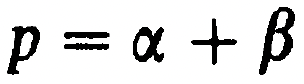 p = α + β